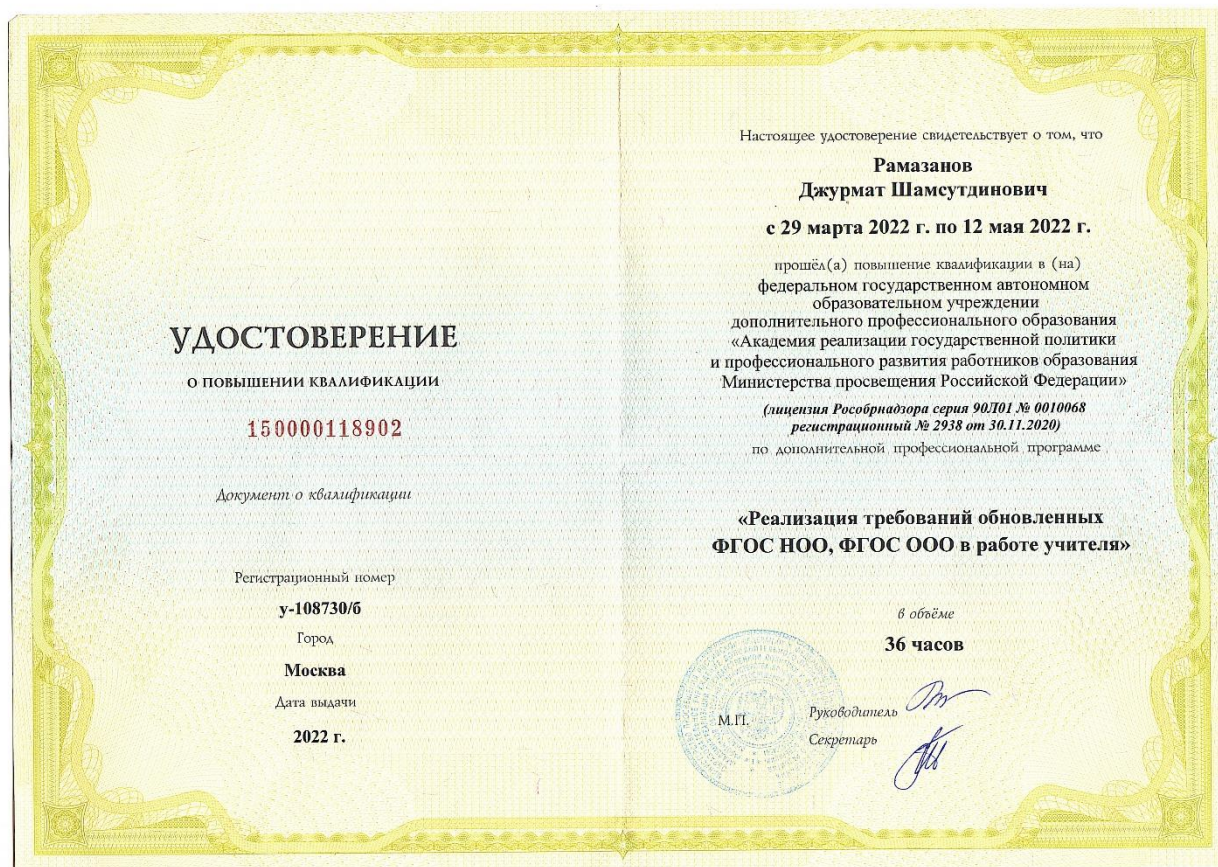 УДОСТОВЕРЕНИЕ
О ПОВЫШЕНИИ КВАЛИФИКАЦИИ
150000118902
Документ о квалификации
Регистрационный номер
у-108730/б
Город
Москва
Дата выдачи
2022 г.
Настоящее удостоверение свидетельствует о том, что
Рамазанов
Джурмат Шамсутдинович
с 29 марта 2022 г. по 12 мая 2022 г.
прошёл(а) повышение квалификации в (на)
федеральном государственном автономном
образовательном учреждении
дополнительного профессионального образования
«Академия реализации государственной политики
и профессионального развития работников образования
Министерства просвещения Российской Федерации»
(лицензия Рособрнадзора серия 90Л01 № 0010068
регистрационный № 2938 от 30.11.2020)
по дополнительной профессиональной программе
«Реализация требований обновленных
ФГОС НОО, ФГОС ООО в работе учителя»
в объёме
36 часов
М.П.
Руководитель
Секретарь